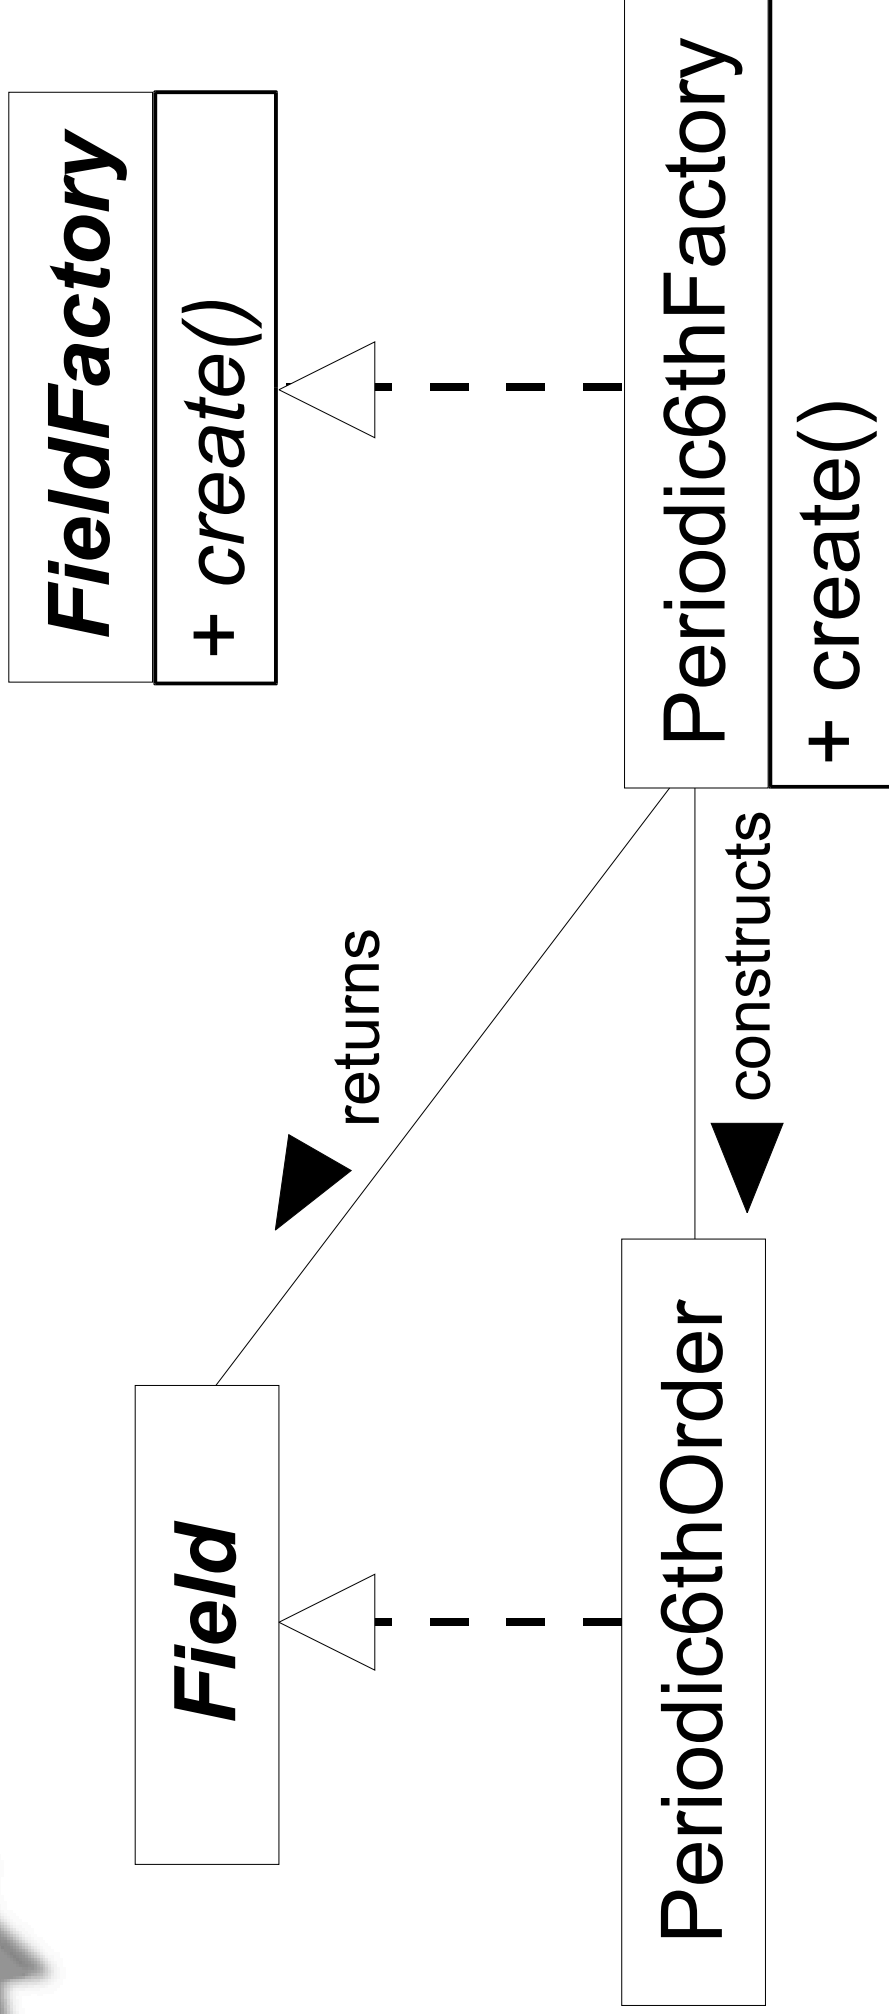 Field
FieldFactory
+ create()
returns
Periodic6thOrder
constructs
Periodic6thFactory
+ create()